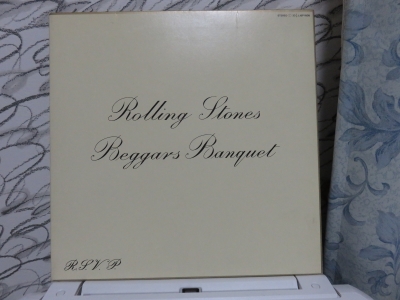 Rolling Stones
Beggars Banquet
R.S.V.P